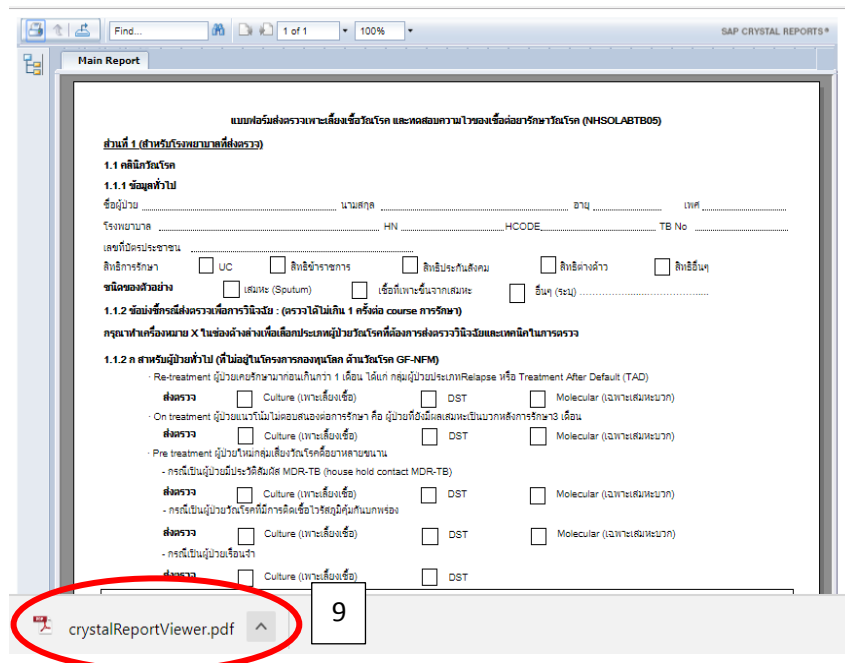 Find... 1 of 1 100% SAP CRYSTAL REPORTS®
Main Report
แบบฟอร์มส่งตรวจเพาะเลี้ยงเชื้อวัณโรค และทดสอบความไวของเชื้อต่อยารักษาวัณโรค (NHSOLABTB05)
ส่วนที่ 1 (สำหรับโรงพยาบาลที่ส่งตรวจ)
1.1 คลินิกวัณโรค
1.1.1 ข้อมูลทั่วไป
ชื่อผู้ป่วย นามสกุล อายุ เพศ
โรงพยาบาล HN HCODE TB No
เลขที่บัตรประชาชน
สิทธิการรักษา UC สิทธิข้าราชการ สิทธิประกันสังคม สิทธิต่างด้าว สิทธิอื่นๆ
ชนิดของตัวอย่าง เสมหะ (Sputum) เชื้อที่เพาะขึ้นจากเสมหะ อื่นๆ (ระบุ) ..................................
1.1.2 ข้อบ่งชี้กรณีส่งตรวจเพื่อการวินิจฉัย : (ตรวจได้ไม่เกิน 1 ครั้งต่อ course การรักษา)
กรุณาทำเครื่องหมาย X ในช่องด้างล่างเพื่อเลือกประเภทผู้ป่วยวัณโรคที่ต้องการส่งตรวจวินิจฉัยและเทคนิคในการตรวจ
1.1.2 ก สำหรับผู้ป่วยทั่วไป (ที่ไม่อยู่ในโครงการกองทุนโลก ด้านวัณโรค GF-NFM)
· Re-treatment ผู้ป่วยเคยรักษามาก่อนเกินกว่า 1 เดือน ได้แก่ กลุ่มผู้ป่วยประเภทRelapse หรือ Treatment After Default (TAD)
ส่งตรวจ Culture (เพาะเลี้ยงเชื้อ) DST Molecular (เฉพาะเสมหะบวก)
· On treatment ผู้ป่วยแนวโน้มไม่ตอบสนองต่อการรักษา คือ ผู้ป่วยที่ยังมีผลเสมหะเป็นบวกหลังการรักษา3 เดือน
ส่งตรวจ Culture (เพาะเลี้ยงเชื้อ) DST Molecular (เฉพาะเสมหะบวก)
· Pre treatment ผู้ป่วยใหม่กลุ่มเสี่ยงวัณโรคดื้อยาหลายขนาน
- กรณีเป็นผู้ป่วยมีประวัติสัมผัส MDR-TB (house hold contact MDR-TB)
ส่งตรวจ Culture (เพาะเลี้ยงเชื้อ) DST Molecular (เฉพาะเสมหะบวก)
- กรณีเป็นผู้ป่วยวัณโรคที่มีการติดเชื้อไวรัสภูมิคุ้มกันบกพร่อง
ส่งตรวจ Culture (เพาะเลี้ยงเชื้อ) DST Molecular (เฉพาะเสมหะบวก)
- กรณีเป็นผู้ป่วยเรือนจำ
ส่งตรวจ Culture (เพาะเลี้ยงเชื้อ) DST
9
crystalReportViewer.pdf